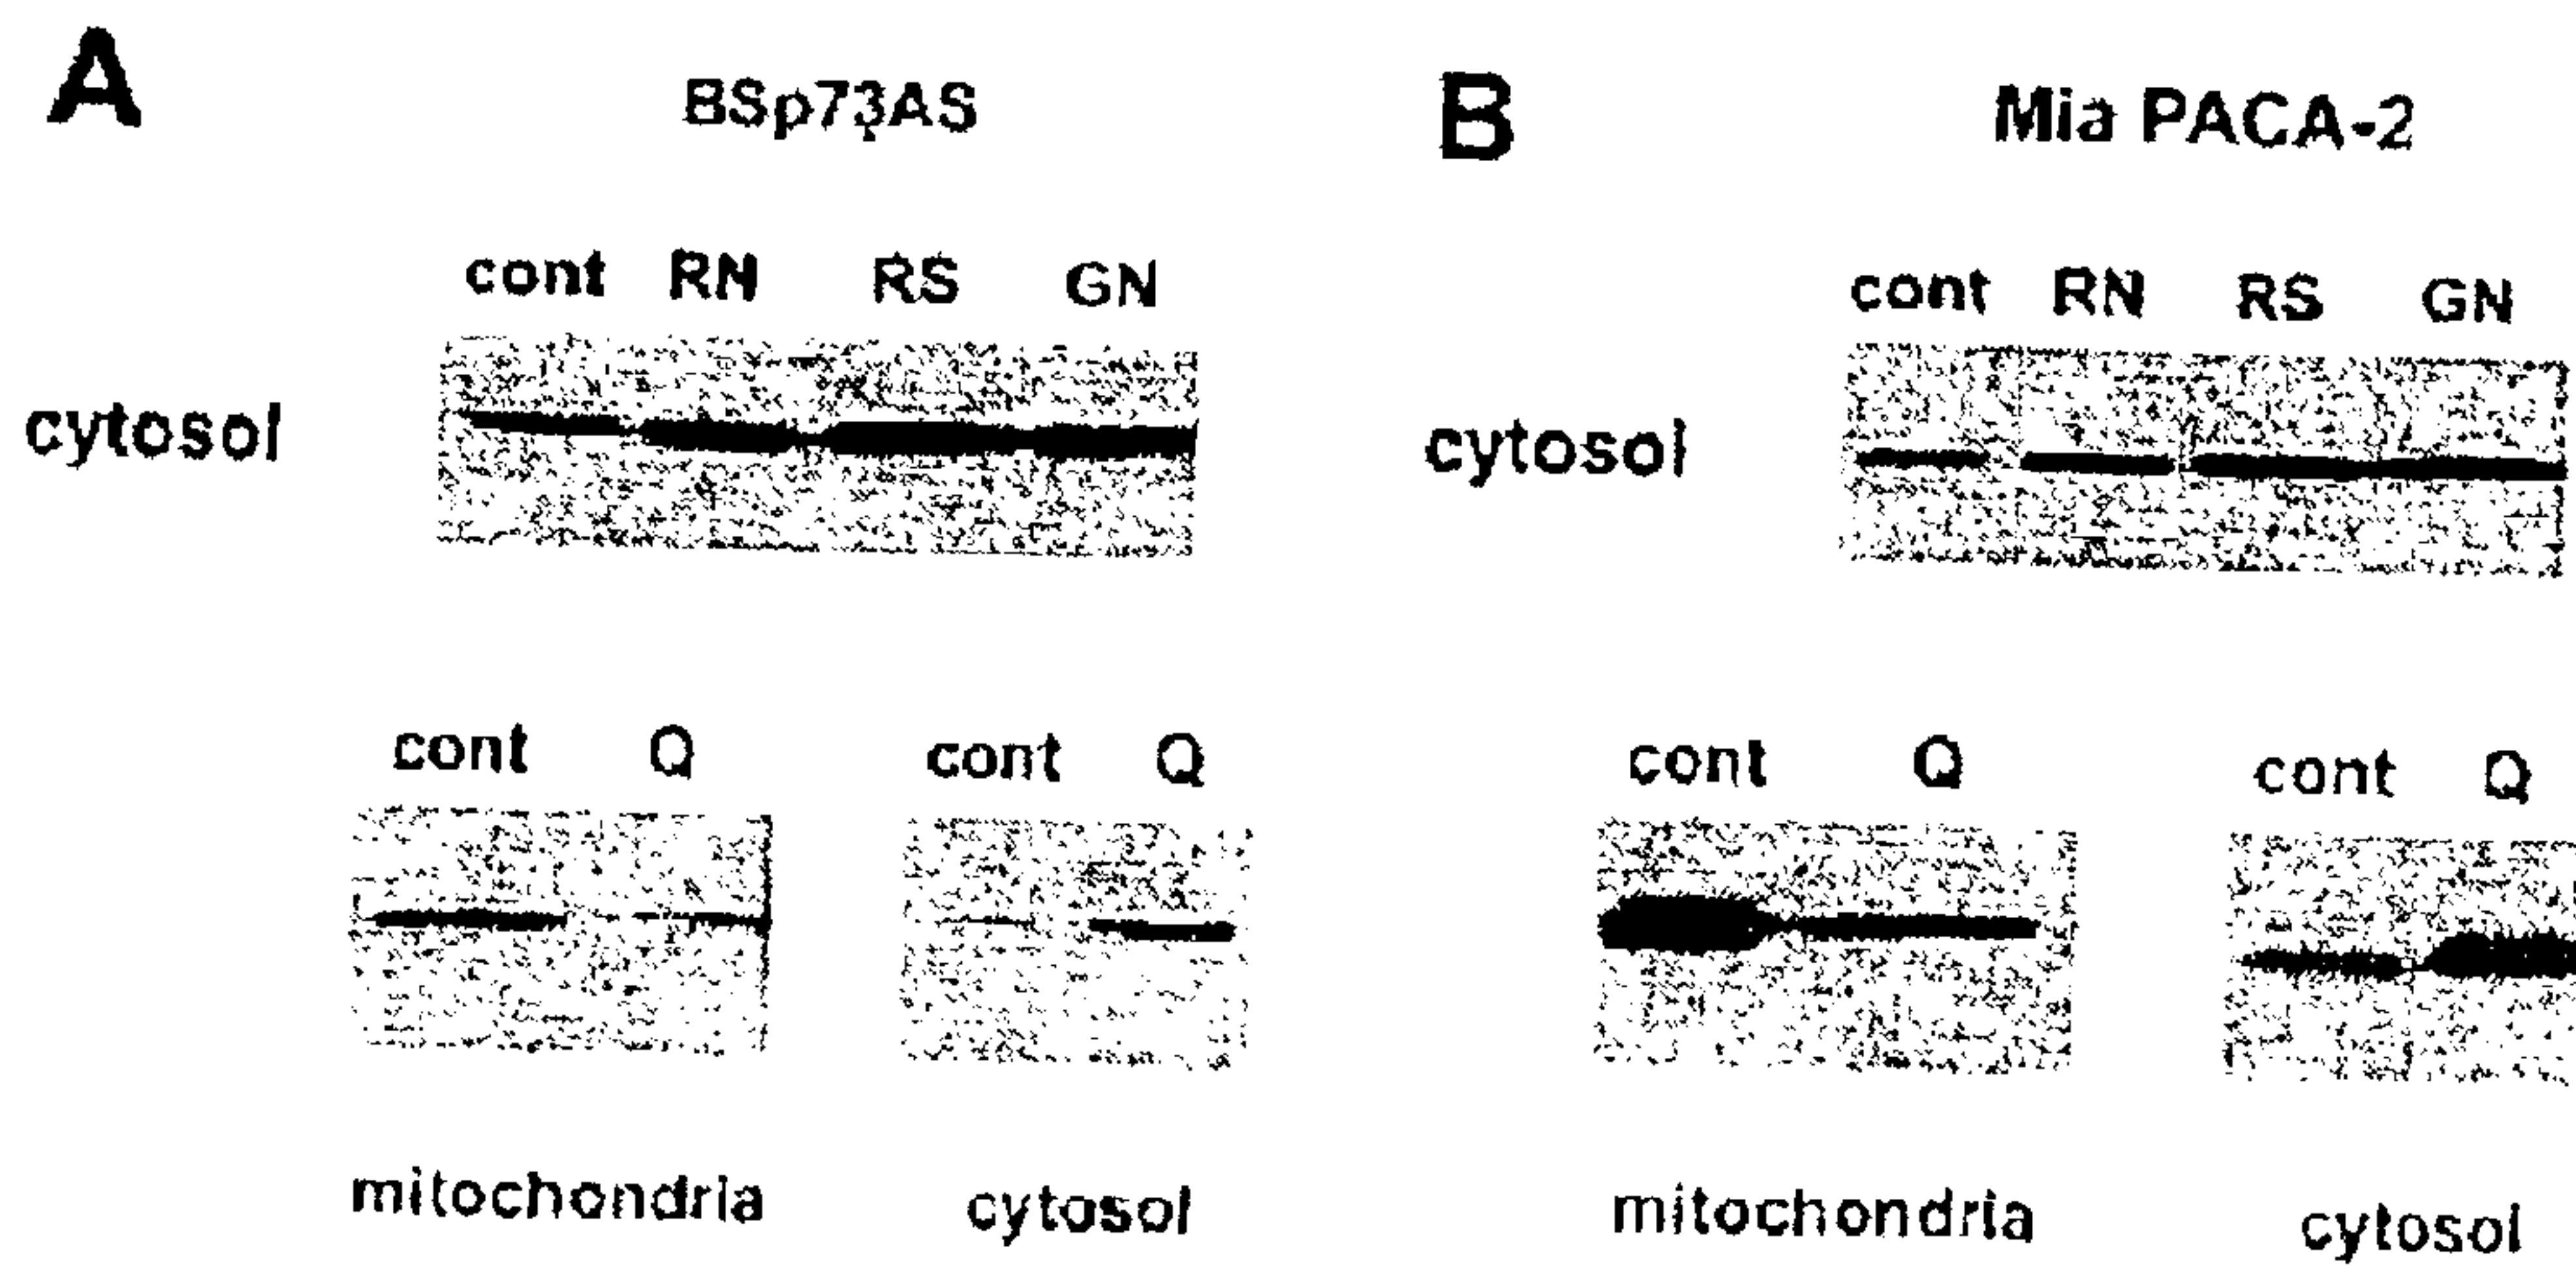 A
BSp73AS
cont RN RS GN
cytosol
cont Q cont Q
mitochondria cytosol
B
Mia PACA-2
cont RN RS GN
cytosol
cont Q cont Q
mitochondria cytosol